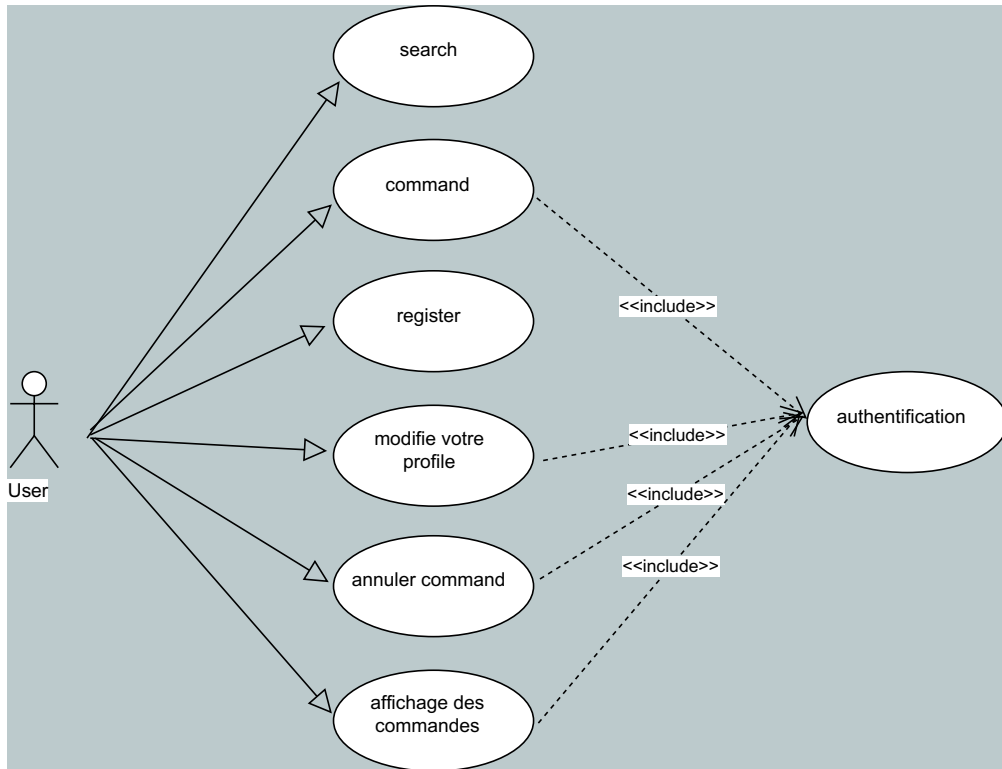 search
command
<<include>>
register
authentification
modifie votre
profile
<<include>>
User
<<include>>
annuler command
<<include>>
affichage des
commandes